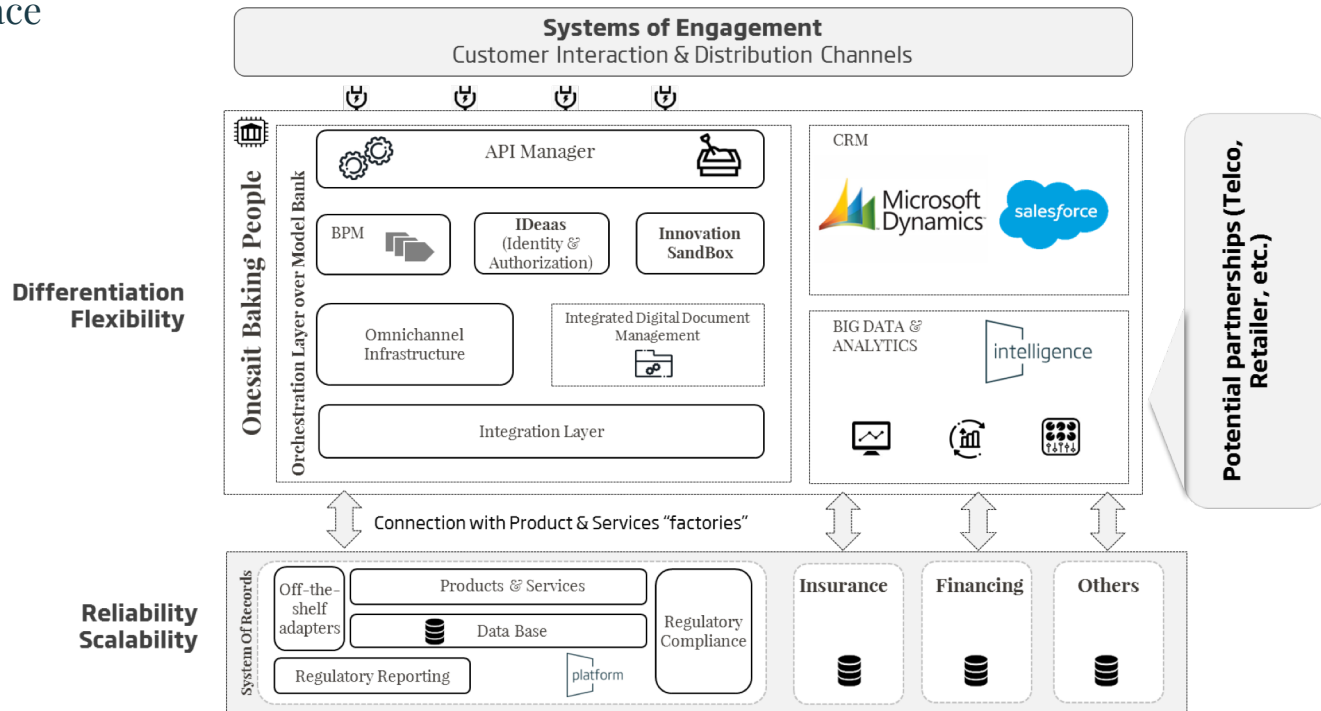 Systems of Engagement
Customer Interaction & Distribution Channels
Differentiation
Flexibility
Onesait Baking People
Orchestration Layer over Model Bank
API Manager
BPM
IDeaas
(Identity &
Authorization)
Innovation
SandBox
Omnichannel
Infrastructure
Integrated Digital Document
Management
Integration Layer
CRM
Microsoft
Dynamics
salesforce
BIG DATA &
ANALYTICS
intelligence
Potential partnerships (Telco,
Retailer, etc.)
Connection with Product & Services “factories”
Reliability
Scalability
System Of Records
Off-the-
shelf
adapters
Products & Services
Data Base
Regulatory Reporting
platform
Regulatory
Compliance
Insurance
Financing
Others